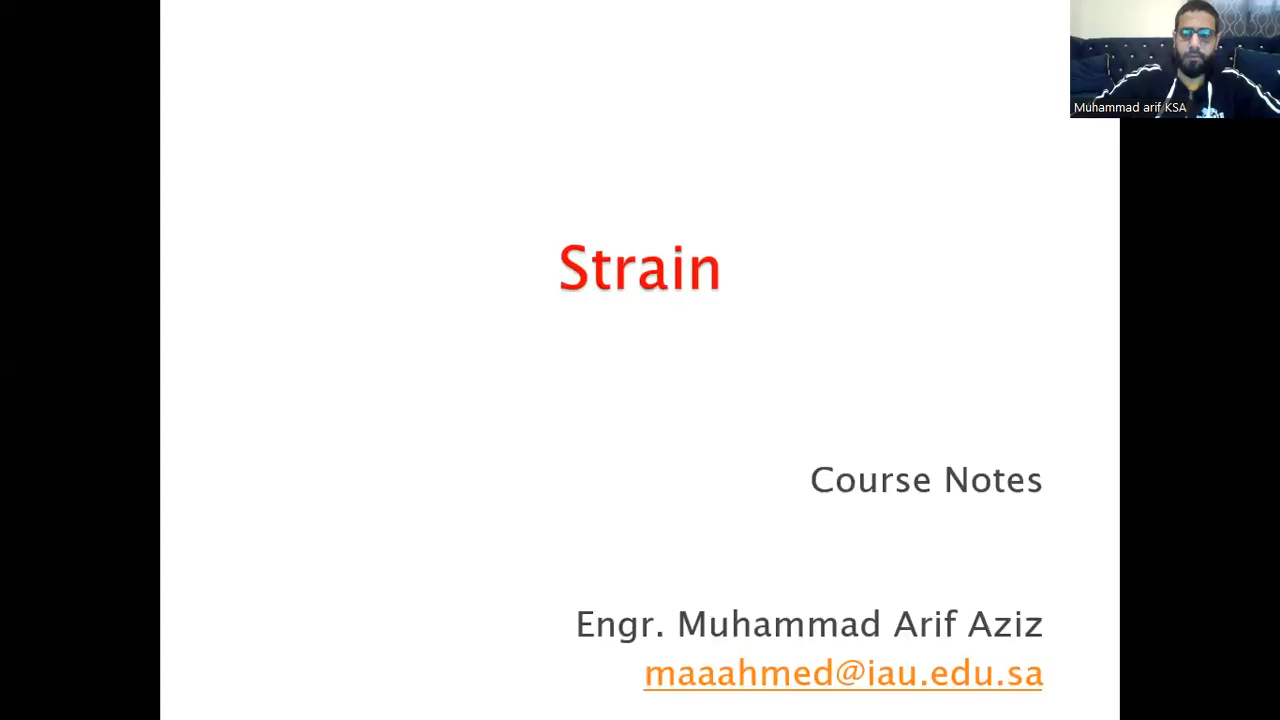 Muhammad arif KSA
Strain
Course Notes
Engr. Muhammad Arif Aziz
maaahmed@iau.edu.sa